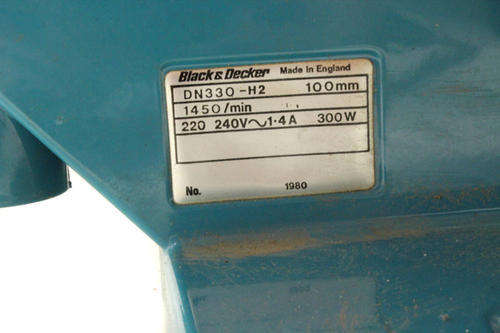 Black & Decker Made in England
DN330-H2 100mm
1450/min
220 240V~1·4A 300W
No. 1980